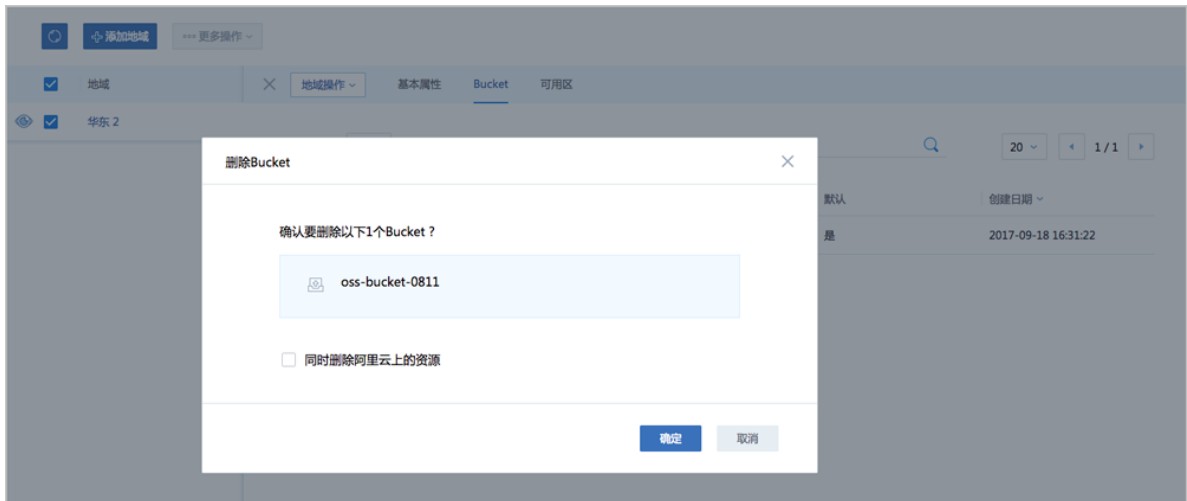 添加地域 更多操作
地域 地域操作 基本属性 Bucket 可用区
华东 2
20 1 / 1
默认 创建日期
是 2017-09-18 16:31:22
删除Bucket
确认要删除以下1个Bucket？
oss-bucket-0811
同时删除阿里云上的资源
确定 取消